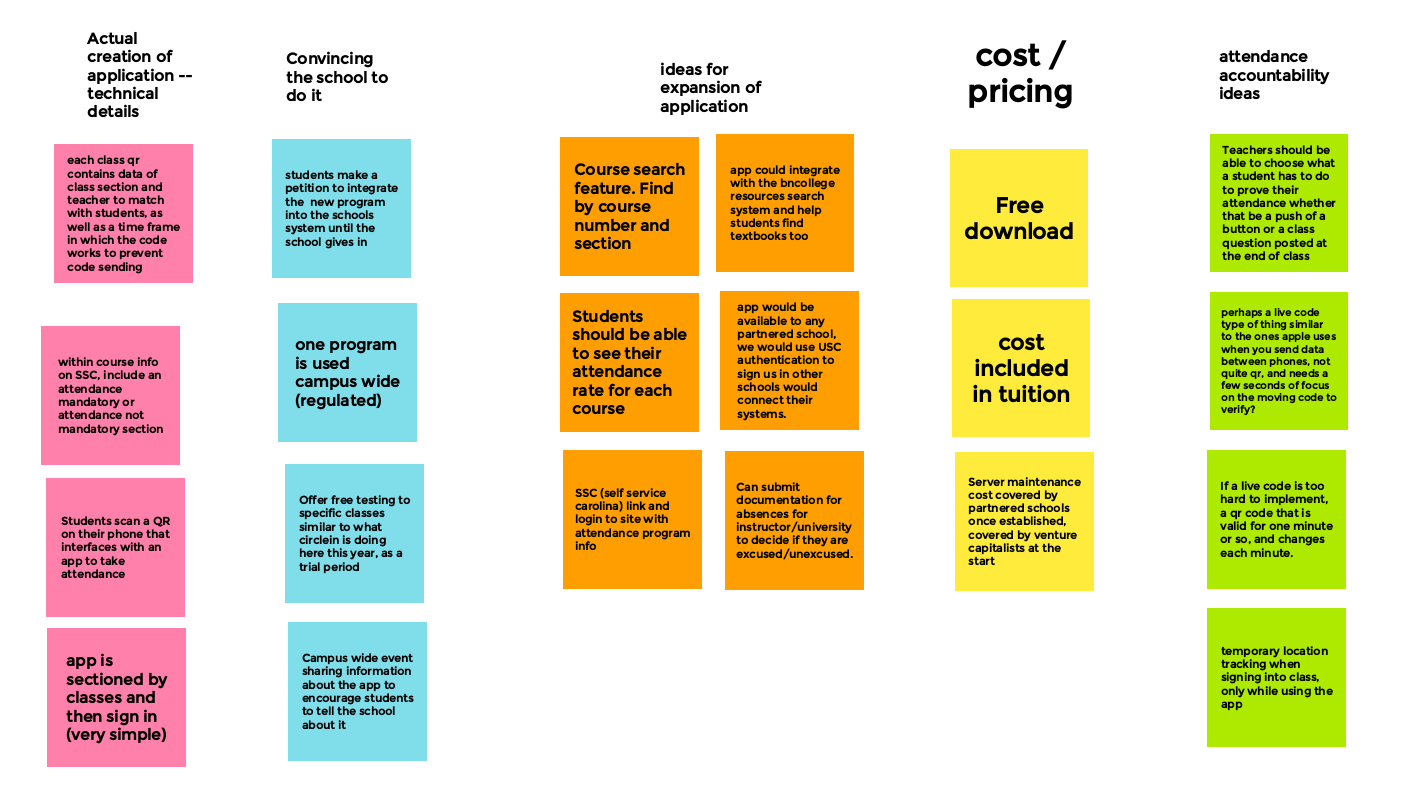 Actual
creation of
application --
technical
details
each class qr
contains data of
class section and
teacher to match
with students, as
well as a time frame
in which the code
works to prevent
code sending
within course info
on SSC, include an
attendance
mandatory or
attendance not
mandatory section
Students scan a QR
on their phone that
interfaces with an
app to take
attendance
app is
sectioned by
classes and
then sign in
(very simple)
Convincing
the school to
do it
students make a
petition to integrate
the new program
into the schools
system until the
school gives in
one program
is used
campus wide
(regulated)
Offer free testing to
specific classes
similar to what
circlein is doing
here this year, as a
trial period
Campus wide event
sharing information
about the app to
encourage students
to tell the school
about it
ideas for
expansion of
application
Course search
feature. Find
by course
number and
section
app could integrate
with the bncollege
resources search
system and help
students find
textbooks too
Students
should be able
to see their
attendance
rate for each
course
app would be
available to any
partnered school,
we would use USC
authentication to
sign us in other
schools would
connect their
systems.
SSC (self service
carolina) link and
login to site with
attendance program
info
Can submit
documentation for
absences for
instructor/university
to decide if they are
excused/unexcused.
cost /
pricing
Free
download
cost
included
in tuition
Server maintenance
cost covered by
partnered schools
once established,
covered by venture
capitalists at the
start
attendance
accountability
ideas
Teachers should be
able to choose what
a student has to do
to prove their
attendance whether
that be a push of a
button or a class
question posted at
the end of class
perhaps a live code
type of thing similar
to the ones apple uses
when you send data
between phones, not
quite qr, and needs a
few seconds of focus
on the moving code to
verify?
If a live code is too
hard to implement,
a qr code that is
valid for one minute
or so, and changes
each minute.
temporary location
tracking when
signing into class,
only while using the
app